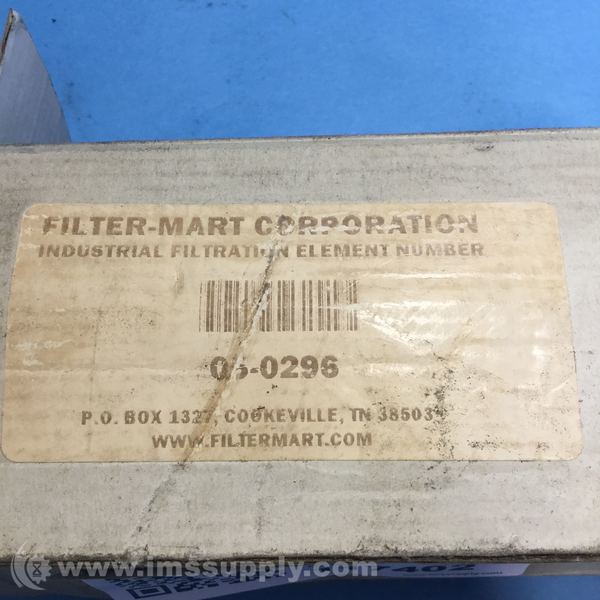 FILTER-MART CORPORATION
INDUSTRIAL FILTRATION ELEMENT NUMBER
P.O. BOX 1327, COOKEVILLE, TN 38503
WWW.FILTERMART.COM
www.imssupply.com